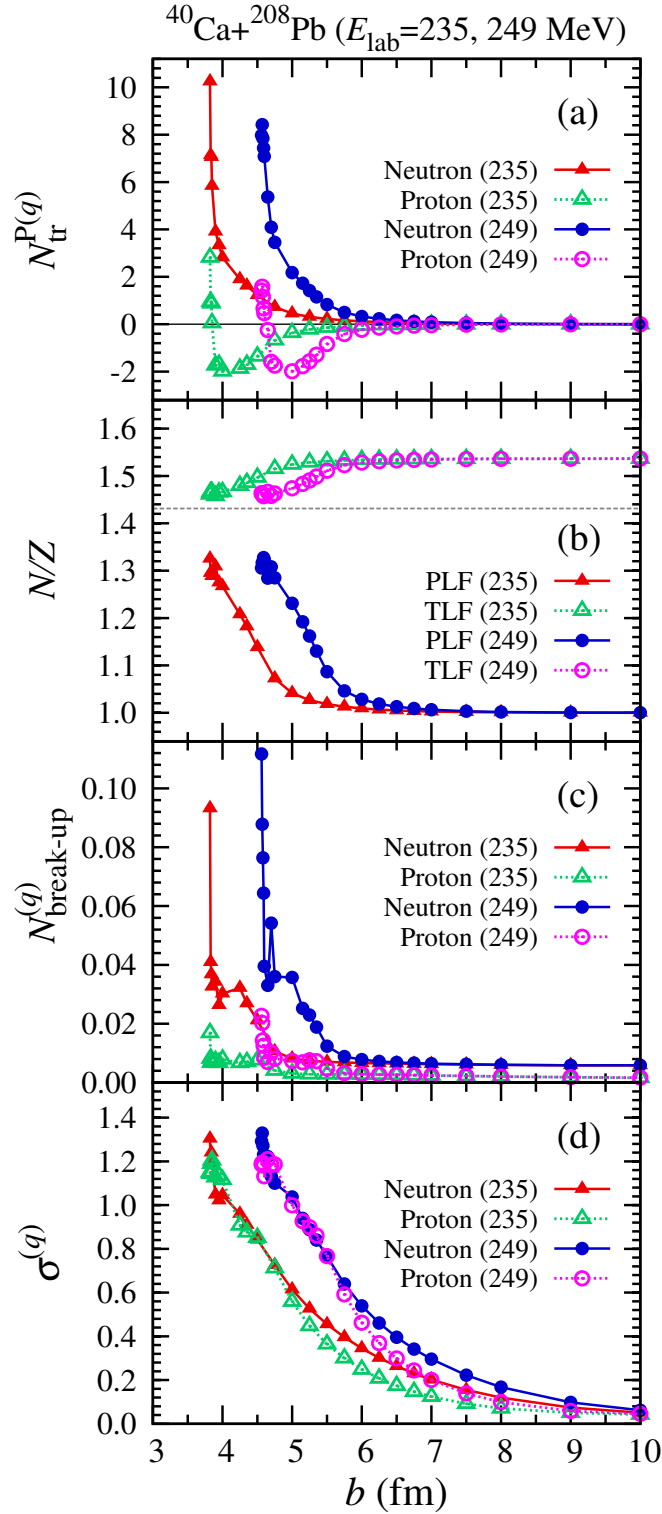 ⁴⁰Ca+²⁰⁸Pb (E_lab=235, 249 MeV)
N_tr^P(q)
10
8
6
4
2
0
-2
(a)
Neutron (235)
Proton (235)
Neutron (249)
Proton (249)
N/Z
1.6
1.5
1.4
1.3
1.2
1.1
1.0
(b)
PLF (235)
TLF (235)
PLF (249)
TLF (249)
N_break-up^(q)
0.10
0.08
0.06
0.04
0.02
0.00
(c)
Neutron (235)
Proton (235)
Neutron (249)
Proton (249)
σ^(q)
1.4
1.2
1.0
0.8
0.6
0.4
0.2
0.0
(d)
Neutron (235)
Proton (235)
Neutron (249)
Proton (249)
3 4 5 6 7 8 9 10
b (fm)